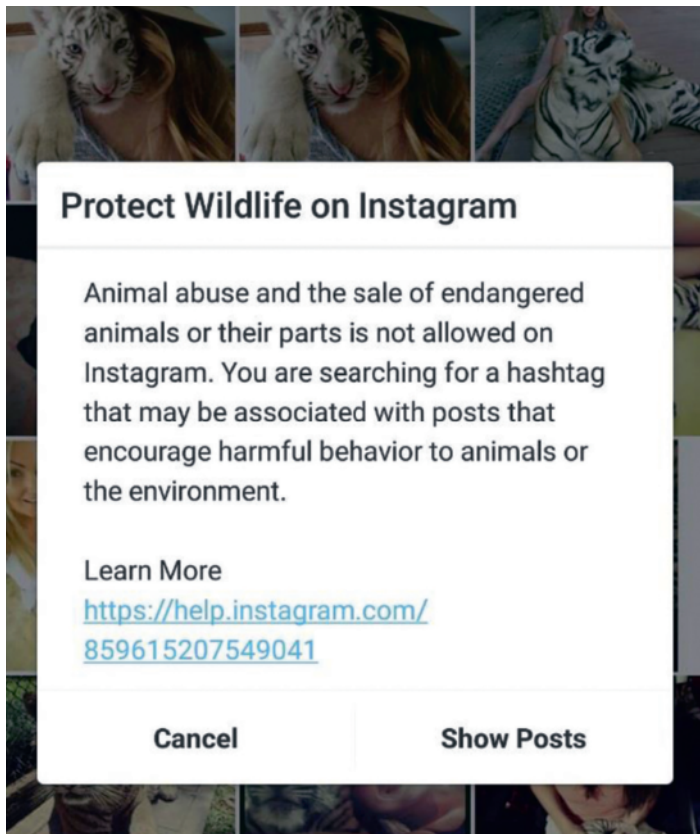 Protect Wildlife on Instagram
Animal abuse and the sale of endangered
animals or their parts is not allowed on
Instagram. You are searching for a hashtag
that may be associated with posts that
encourage harmful behavior to animals or
the environment.
Learn More
https://help.instagram.com/
859615207549041
Cancel
Show Posts